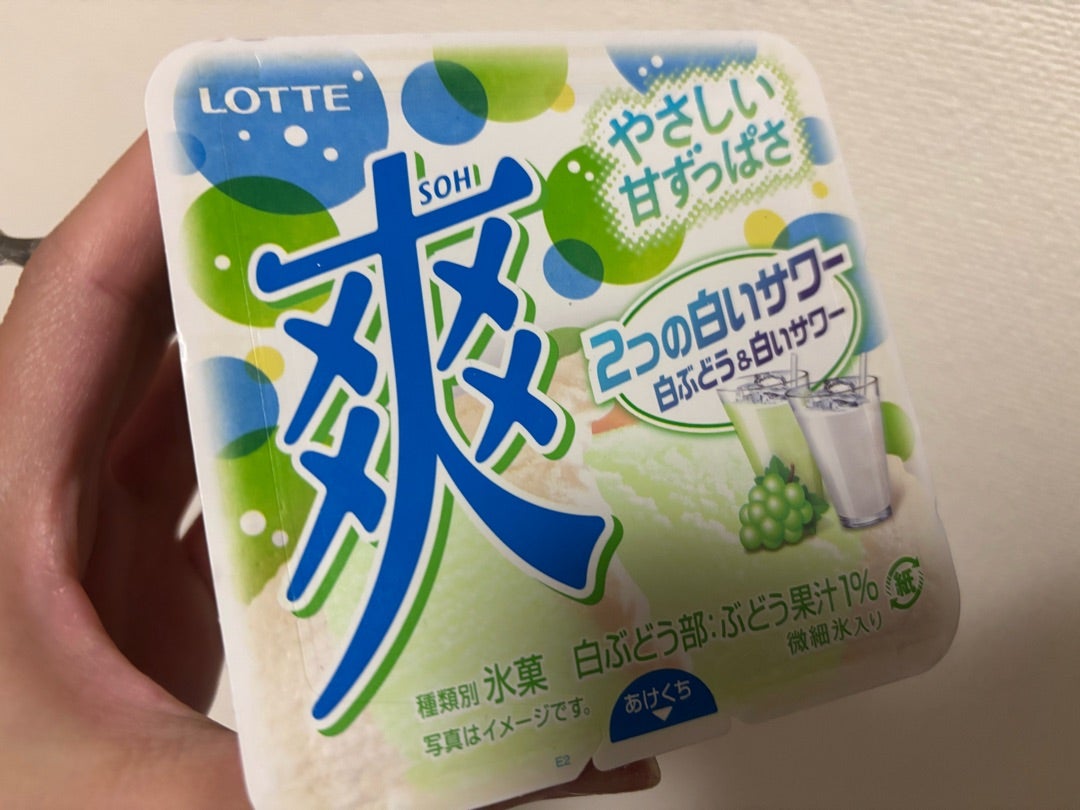 LOTTE
爽
SOH
やさしい
甘ずっぱさ
2つの白いサワー
白ぶどう&白いサワー
白ぶどう部:ぶどう果汁1%
紙
微細氷入り
種類別 氷菓
写真はイメージです。
あけくち
E2